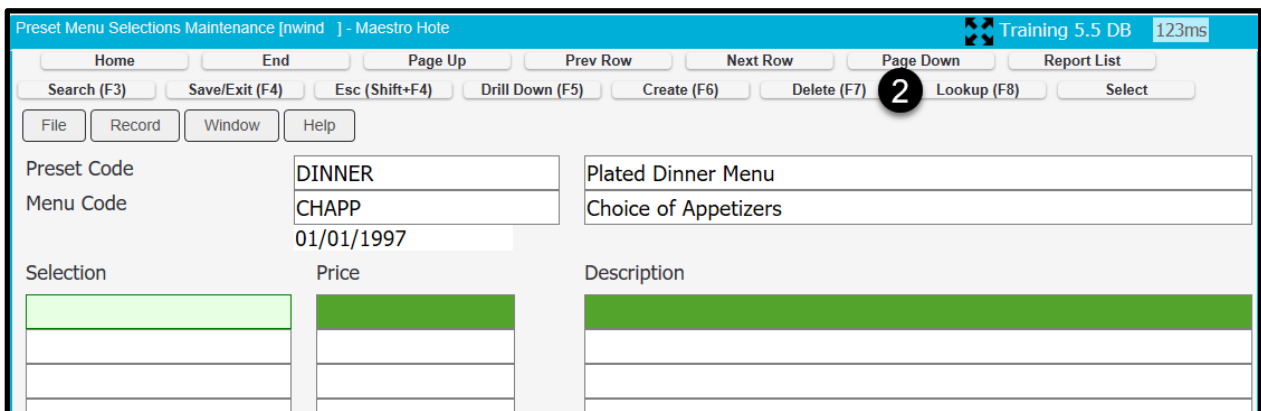 Preset Menu Selections Maintenance [nwind ] - Maestro Hote Training 5.5 DB 123ms
Home End Page Up Prev Row Next Row Page Down Report List
Search (F3) Save/Exit (F4) Esc (Shift+F4) Drill Down (F5) Create (F6) Delete (F7) 2 Lookup (F8) Select
File Record Window Help
Preset Code DINNER Plated Dinner Menu
Menu Code CHAPP Choice of Appetizers
01/01/1997
Selection Price Description